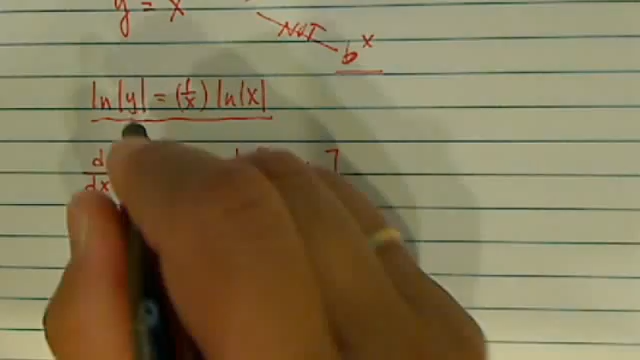 y = x
NOT
b^x
ln|y| = (1/x) ln|x|
d/dx